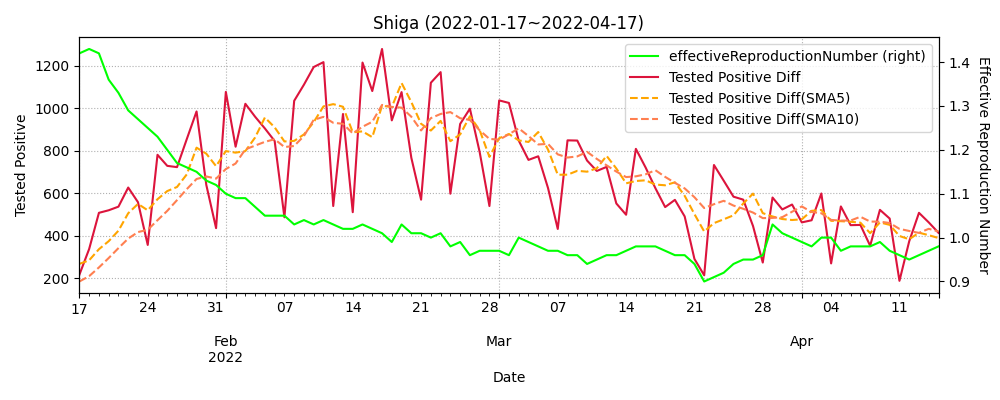 Shiga (2022-01-17~2022-04-17)
Tested Positive
1200
1000
800
600
400
200
effectiveReproductionNumber (right)
Tested Positive Diff
Tested Positive Diff(SMA5)
Tested Positive Diff(SMA10)
1.4
1.3
1.2
1.1
1.0
0.9
Effective Reproduction Number
17 24 31 07 14 21 28 07 14 21 28 04 11
Feb Mar Apr
2022
Date